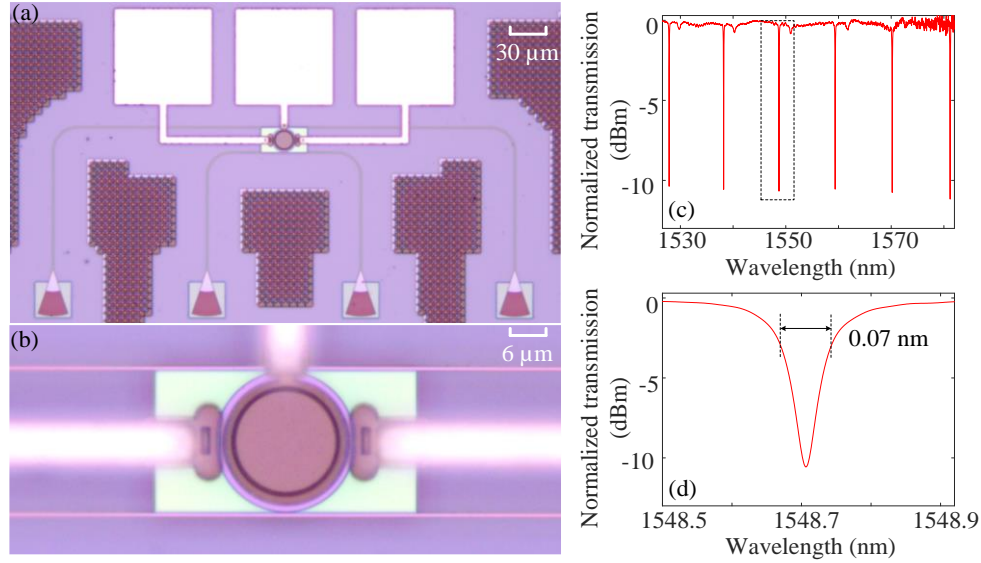 (a)
30 µm
(b)
6 µm
Normalized transmission
(dBm)
0
-5
-10
(c)
1530
1550
1570
Wavelength (nm)
Normalized transmission
(dBm)
0
-5
-10
0.07 nm
(d)
1548.5
1548.7
1548.9
Wavelength (nm)